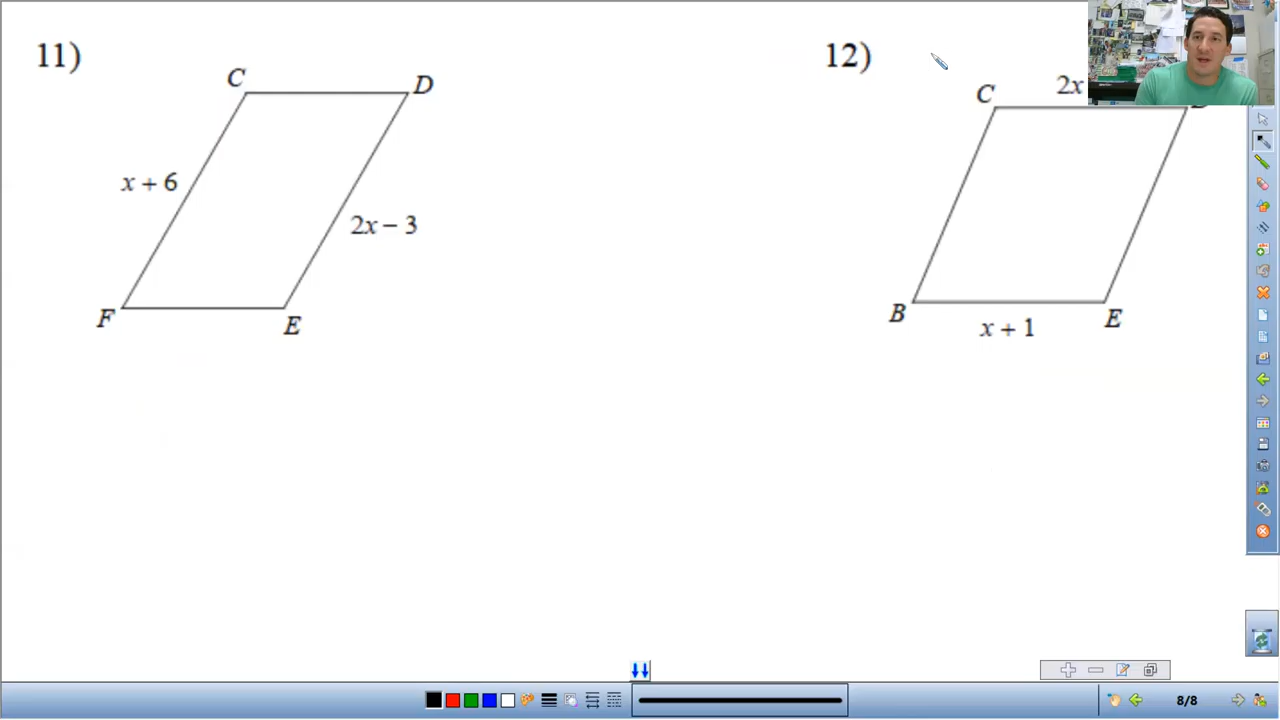 11)
C
D
x + 6
2x − 3
F
E
12)
C
2x
B
E
x + 1
8/8